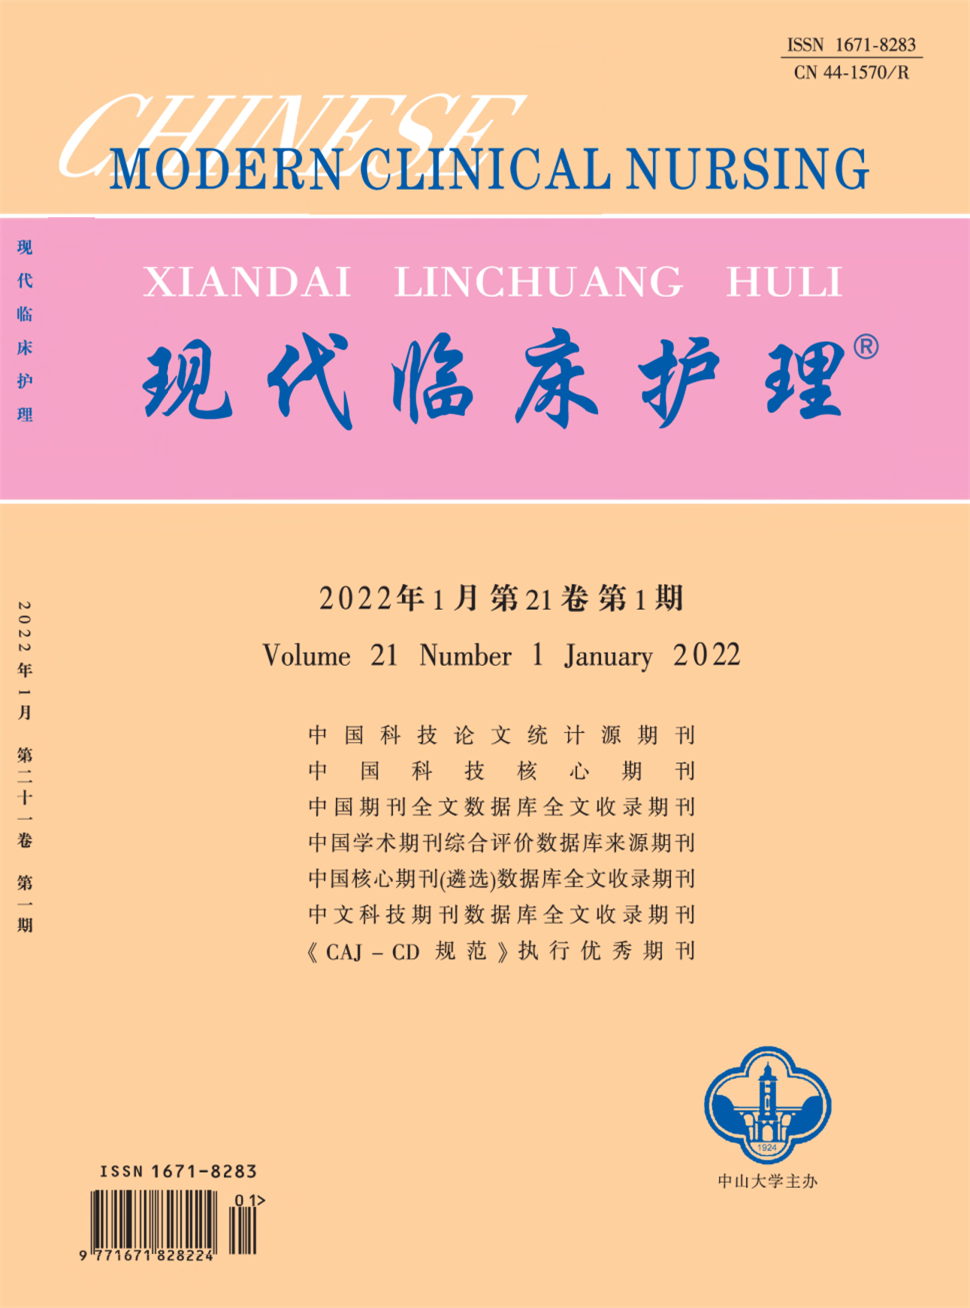 ISSN 1671-8283
CN 44-1570/R
CHINESE
MODERN CLINICAL NURSING
现代临床护理
XIANDAI LINCHUANG HULI
现代临床护理®
2022年1月第21卷第1期
Volume 21 Number 1 January 2022
2022年1月 第二十一卷 第一期
中国科技论文统计源期刊
中国科技核心期刊
中国期刊全文数据库全文收录期刊
中国学术期刊综合评价数据库来源期刊
中国核心期刊(遴选)数据库全文收录期刊
中文科技期刊数据库全文收录期刊
《CAJ-CD 规范》执行优秀期刊
1924
中山大学主办
ISSN 1671-8283
01>
9 771671 828224